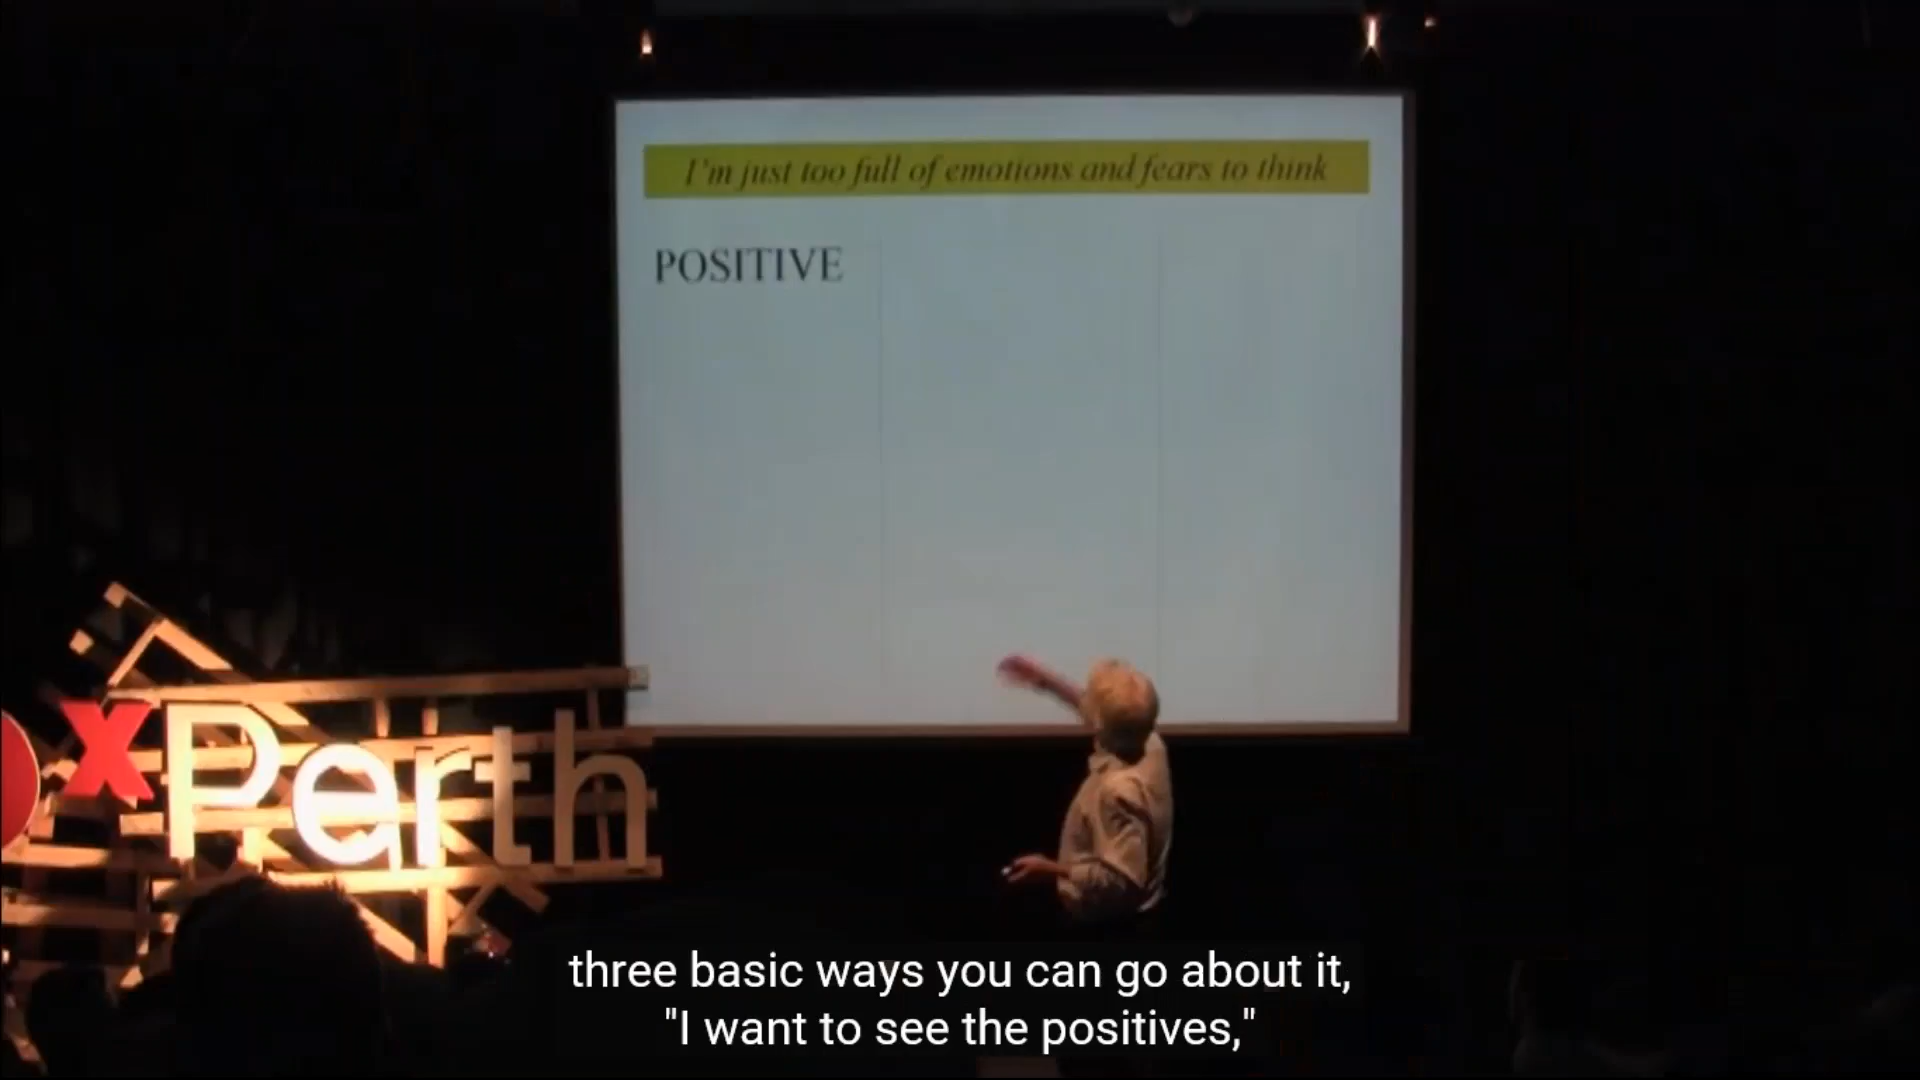 I'm just too full of emotions and fears to think
POSITIVE
xPerth
three basic ways you can go about it,
"I want to see the positives,"